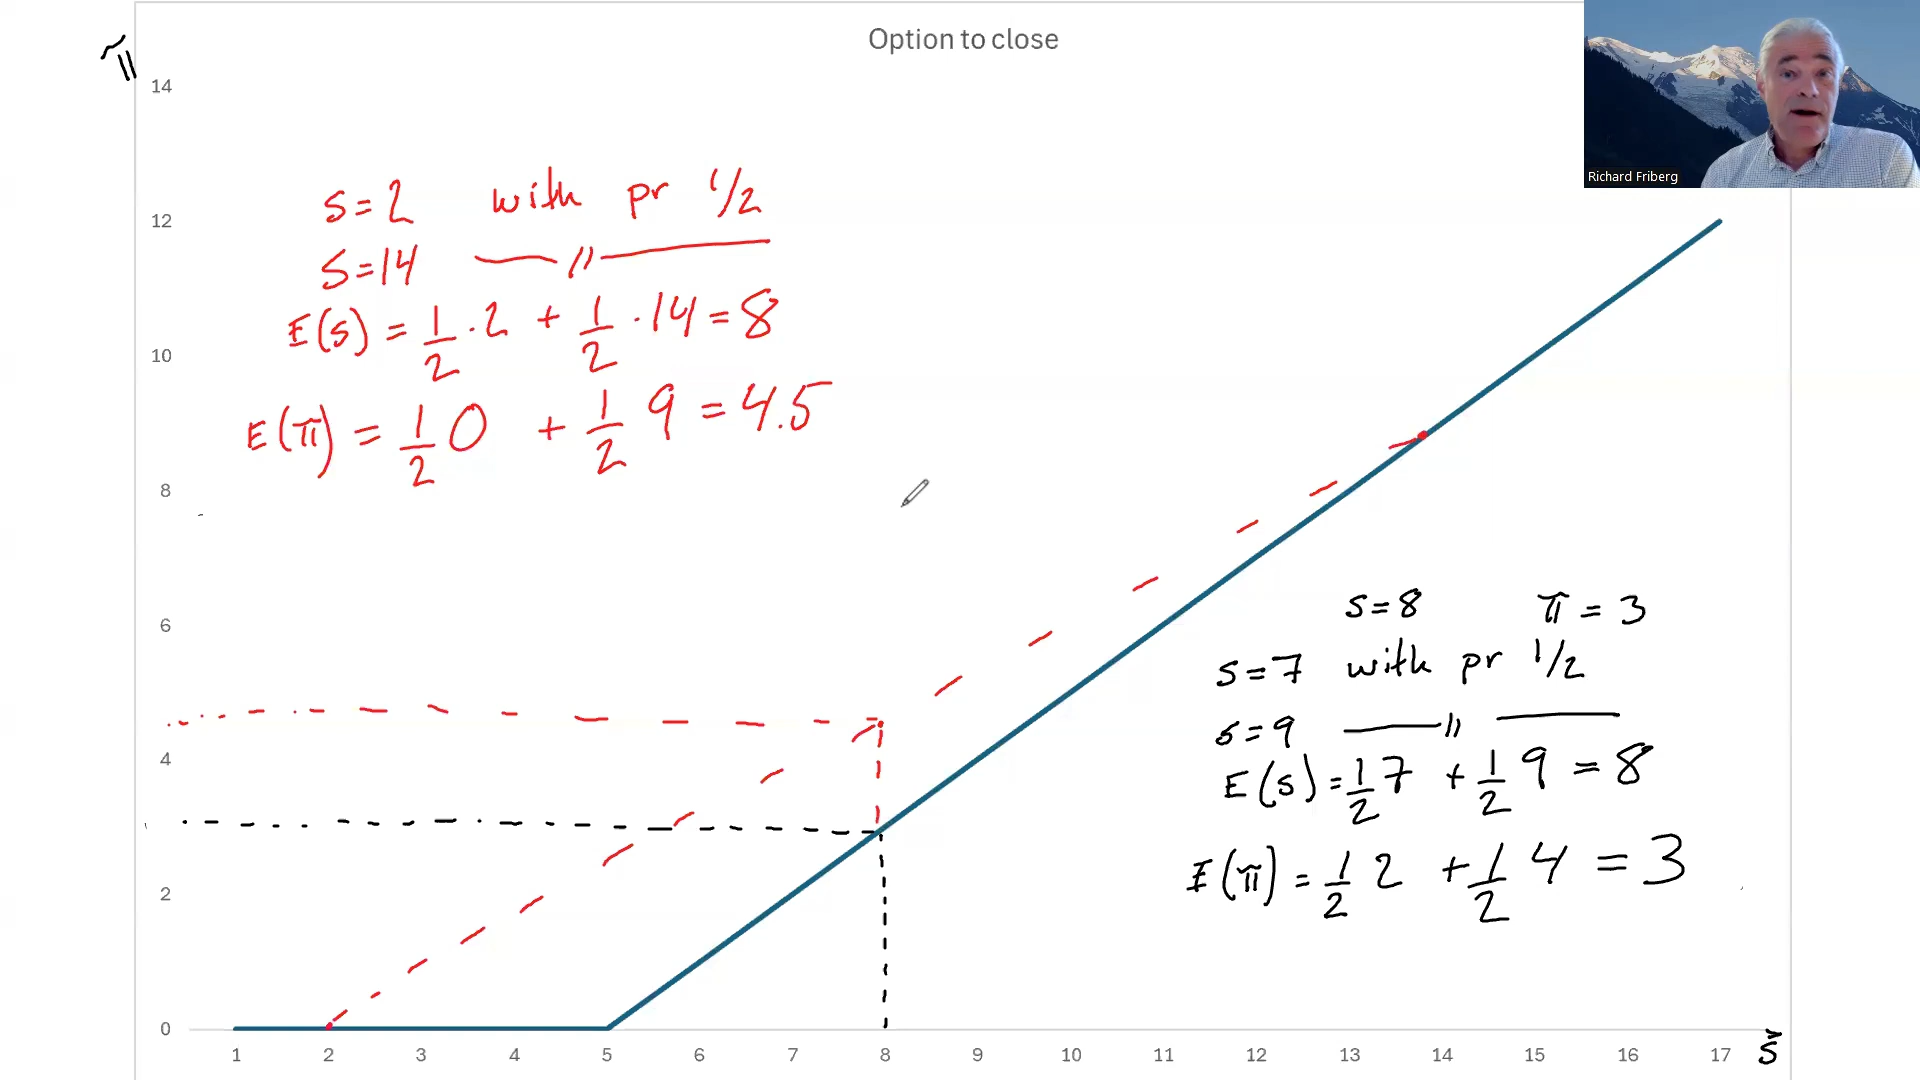 Option to close
Richard Friberg
π
14
12
10
8
6
4
2
0
s=2 with pr 1/2
s=14 — // —
E(s) = 1/2 · 2 + 1/2 · 14 = 8
E(π) = 1/2 0 + 1/2 9 = 4.5
s=8 π = 3
s=7 with pr 1/2
s=9 — // —
E(s) = 1/2 7 + 1/2 9 = 8
E(π) = 1/2 2 + 1/2 4 = 3
1 2 3 4 5 6 7 8 9 10 11 12 13 14 15 16 17 s